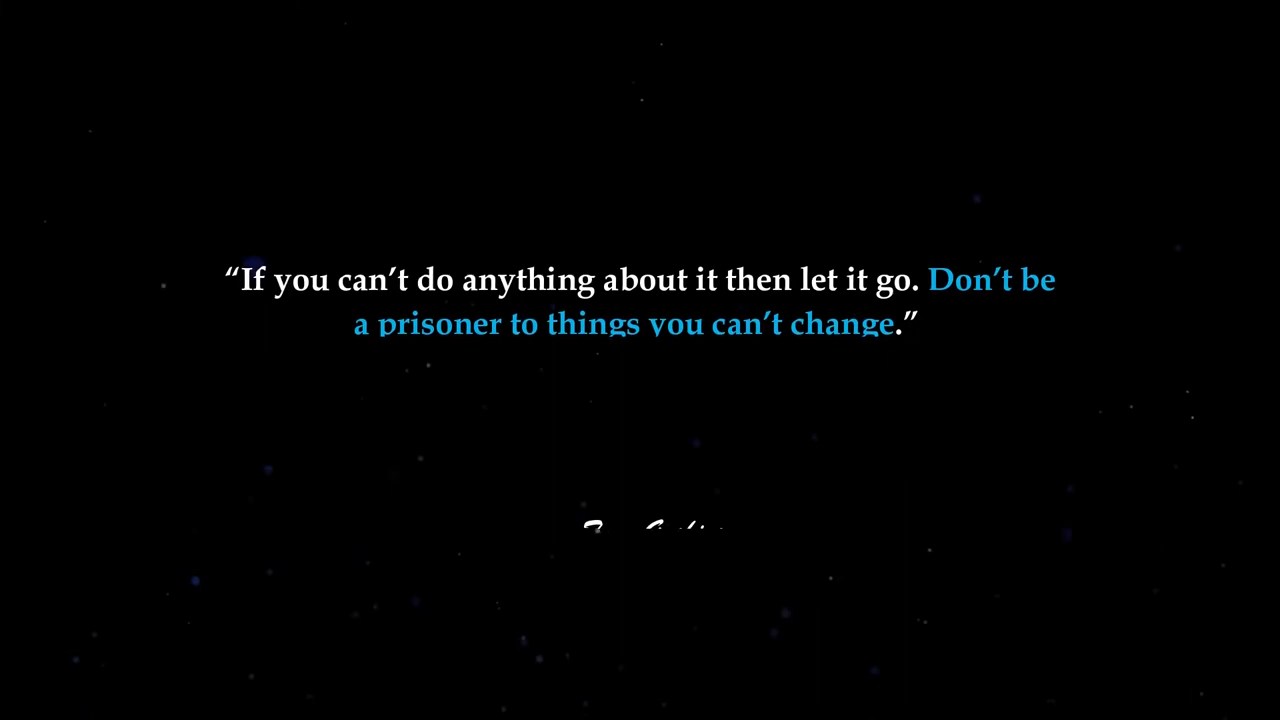 “If you can’t do anything about it then let it go. Don’t be
a prisoner to things you can’t change.”